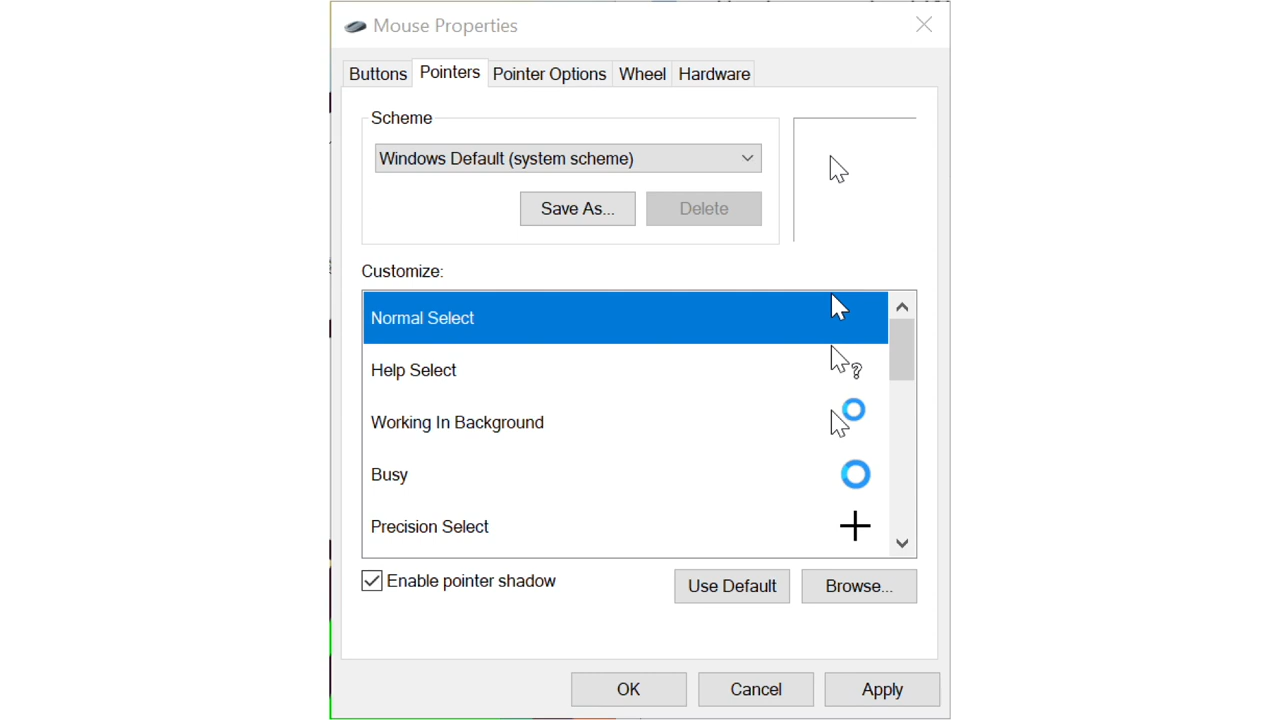 Mouse Properties
Buttons Pointers Pointer Options Wheel Hardware
Scheme
Windows Default (system scheme)
Save As... Delete
Customize:
Normal Select
Help Select
Working In Background
Busy
Precision Select
Enable pointer shadow
Use Default Browse...
OK Cancel Apply